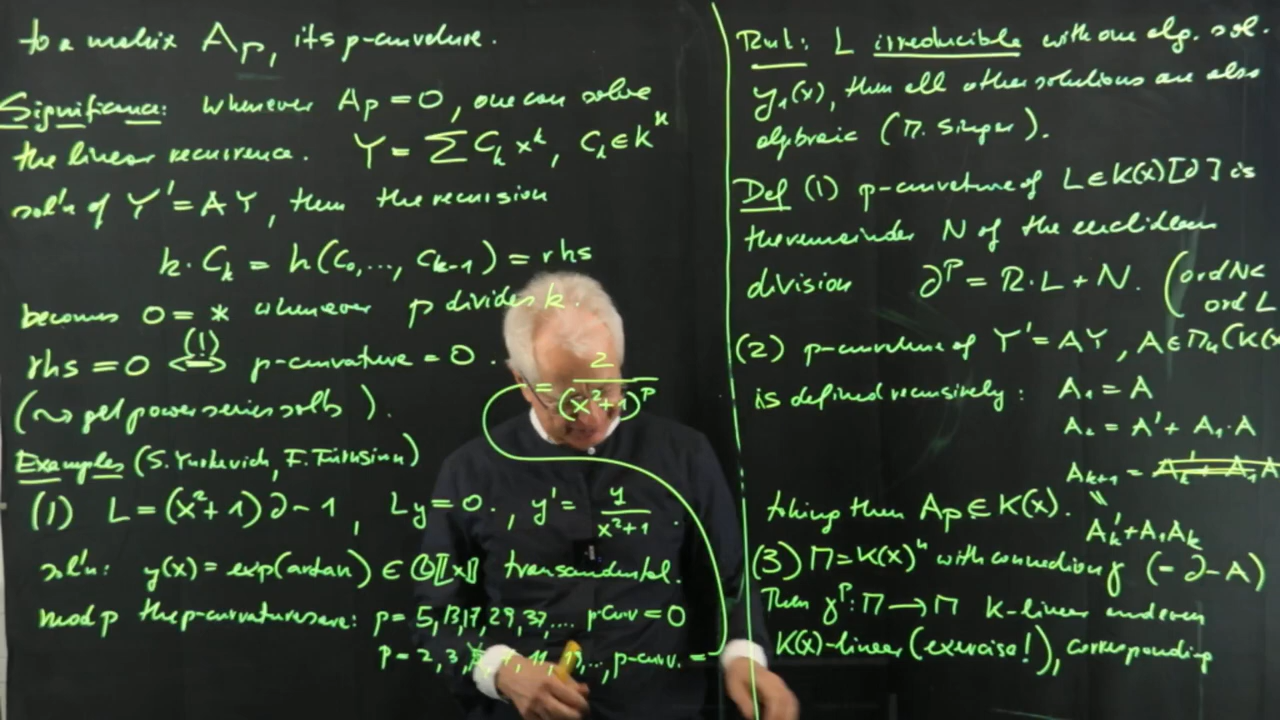 to a matrix Ap, its p-curvature.
Significance: whenever Ap = 0, one can solve
the linear recurrence. Y = Σ C_k x^k, C_k ∈ K^n
sol'n of Y' = AY, then the recursion
k · C_k = h(C_0, ..., C_{k-1}) = rhs
becomes 0 = * whenever p divides k.
rhs = 0 ⟺ (!) p-curvature = 0.
(⇝ get power series sol's).
Examples (S. Yurkevich, F. Fürnsinn)
(1) L = (x²+1)∂ - 1, Ly = 0., y' = y/(x²+1).
sol'n: y(x) = exp(arctan) ∈ Q[[x]] transcendental.
mod p the p-curvatures are: p = 5, 13, 17, 29, 37, ... p-curv = 0
p = 2, 3, 7, 11, 19, ..., p-curv. =
= 2/(x²+1)^p
Rmk: L irreducible with one alg. sol.
y_1(x), then all other solutions are also
algebraic (M. Singer).
Def (1) p-curvature of L ∈ K(x)[∂] is
the remainder N of the euclidean
division ∂^p = R·L + N. (ord N <
ord L
(2) p-curvature of Y' = AY, A ∈ M_n(K(x
is defined recursively: A_1 = A
A_2 = A' + A_1·A
A_{k+1} =
A_k' + A_1 A_k
taking then Ap ∈ K(x).
(3) M = K(x)^n with connection γ (= ∂ - A)
Then γ^p: M → M K-linear and even
K(x)-linear (exercise!), corresponding